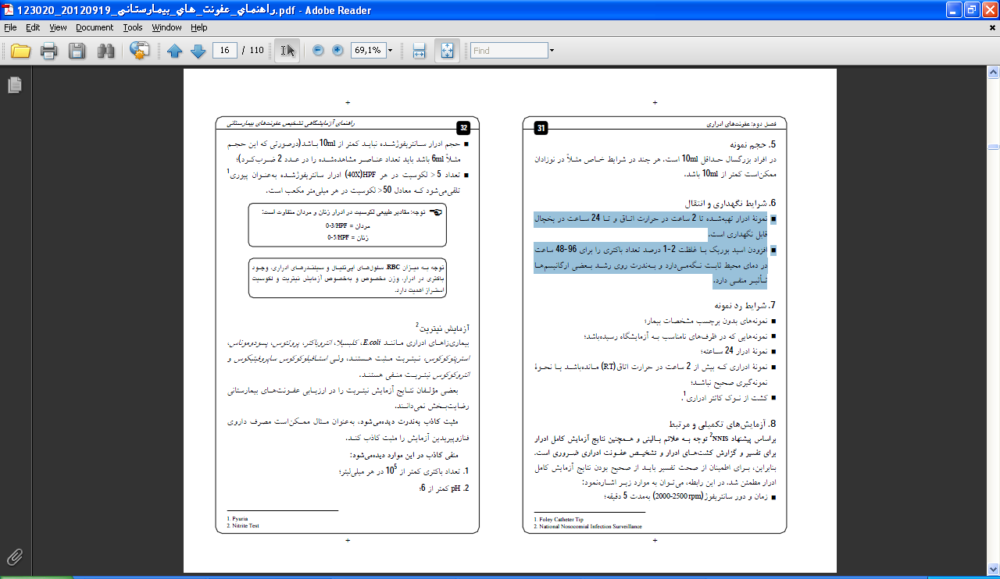 123020_20120919_راهنماي_عفونت_هاي_بيمارستاني.pdf - Adobe Reader
File Edit View Document Tools Window Help
16 / 110 69,1% Find
فصل دوم: عفونت‌های ادراری 31
5. حجم نمونه
در افراد بزرگسال حداقل 10ml است. هر چند در شرایط خاص مثلاً در نوزادان
ممکن‌است کمتر از 10ml باشد.
6. شرایط نگهداری و انتقال
■ نمونهٔ ادرار تهیه‌شده تا 2 ساعت در حرارت اتاق و تا 24 ساعت در یخچال
قابل نگهداری است.
■ افزودن اسید بوریک با غلظت 2-1 درصد تعداد باکتری را برای 96-48 ساعت
در دمای محیط ثابت نگه‌می‌دارد و به‌ندرت روی رشد بعضی ارگانیسم‌ها
تأثیر منفی دارد.
7. شرایط رد نمونه
■ نمونه‌های بدون برچسب مشخصات بیمار؛
■ نمونه‌هایی که در ظرف‌های نامناسب به آزمایشگاه رسیده‌باشد؛
■ نمونهٔ ادرار 24 ساعته؛
■ نمونهٔ ادراری که بیش از 2 ساعت در حرارت اتاق(RT) مانده‌باشد یا نحوهٔ
نمونه‌گیری صحیح نباشد؛
■ کشت از نوک کاتتر ادراری1.
8. آزمایش‌های تکمیلی و مرتبط
براساس پیشنهاد NNIS2 توجه به علائم بالینی و همچنین نتایج آزمایش کامل ادرار
برای تفسیر و گزارش کشت‌های ادرار و تشخیص عفونت ادراری ضروری است.
بنابراین، برای اطمینان از صحت تفسیر باید از صحیح بودن نتایج آزمایش کامل
ادرار مطمئن شد. در این رابطه، می‌توان به موارد زیر اشاره‌نمود:
■ زمان و دور سانتریفوژ(2000-2500 rpm) به‌مدت 5 دقیقه؛
1. Foley Catheter Tip
2. National Nosocomial Infection Surveillance
32 راهنمای آزمایشگاهی تشخیص عفونت‌های بیمارستانی
■ حجم ادرار سانتریفوژشده نباید کمتر از 10ml باشد(درصورتی که این حجم
مثلاً 6ml باشد باید تعداد عناصر مشاهده‌شده را در عدد 2 ضرب‌کرد)؛
■ تعداد 5 < لکوسیت در هر HPF(40X) ادرار سانتریفوژشده به‌عنوان پیوری1
تلقی‌می‌شود که معادل 50 < لکوسیت در هر میلی‌متر مکعب است.
توجه: مقادیر طبیعی لکوسیت در ادرار زنان و مردان متفاوت است:
مردان = 0-3/HPF
زنان = 0-5/HPF
توجه به میزان RBC، سلول‌های اپی‌تلیال و سیلندرهای ادراری، وجود
باکتری در ادرار، وزن مخصوص و به‌خصوص آزمایش نیتریت و لکوسیت
استراز اهمیت دارد.
آزمایش نیتریت2
بیماری‌زاهای ادراری مانند E.coli، کلبسیلا، انتروباکتر، پروتئوس، پسودوموناس،
استرپتوکوکوس، نیتریت مثبت هستند، ولی استافیلوکوکوس ساپروفیتیکوس و
انتروکوکوس نیتریت منفی هستند.
بعضی مؤلفان نتایج آزمایش نیتریت را در ارزیابی عفونت‌های بیمارستانی
رضایت‌بخش نمی‌دانند.
مثبت کاذب به‌ندرت دیده‌می‌شود، به‌عنوان مثال ممکن‌است مصرف داروی
فنازوپیریدین آزمایش را مثبت کاذب کند.
منفی کاذب در این موارد دیده‌می‌شود:
1. تعداد باکتری کمتر از 10⁵ در هر میلی‌لیتر؛
2. pH کمتر از 6؛
1. Pyuria
2. Nitrite Test